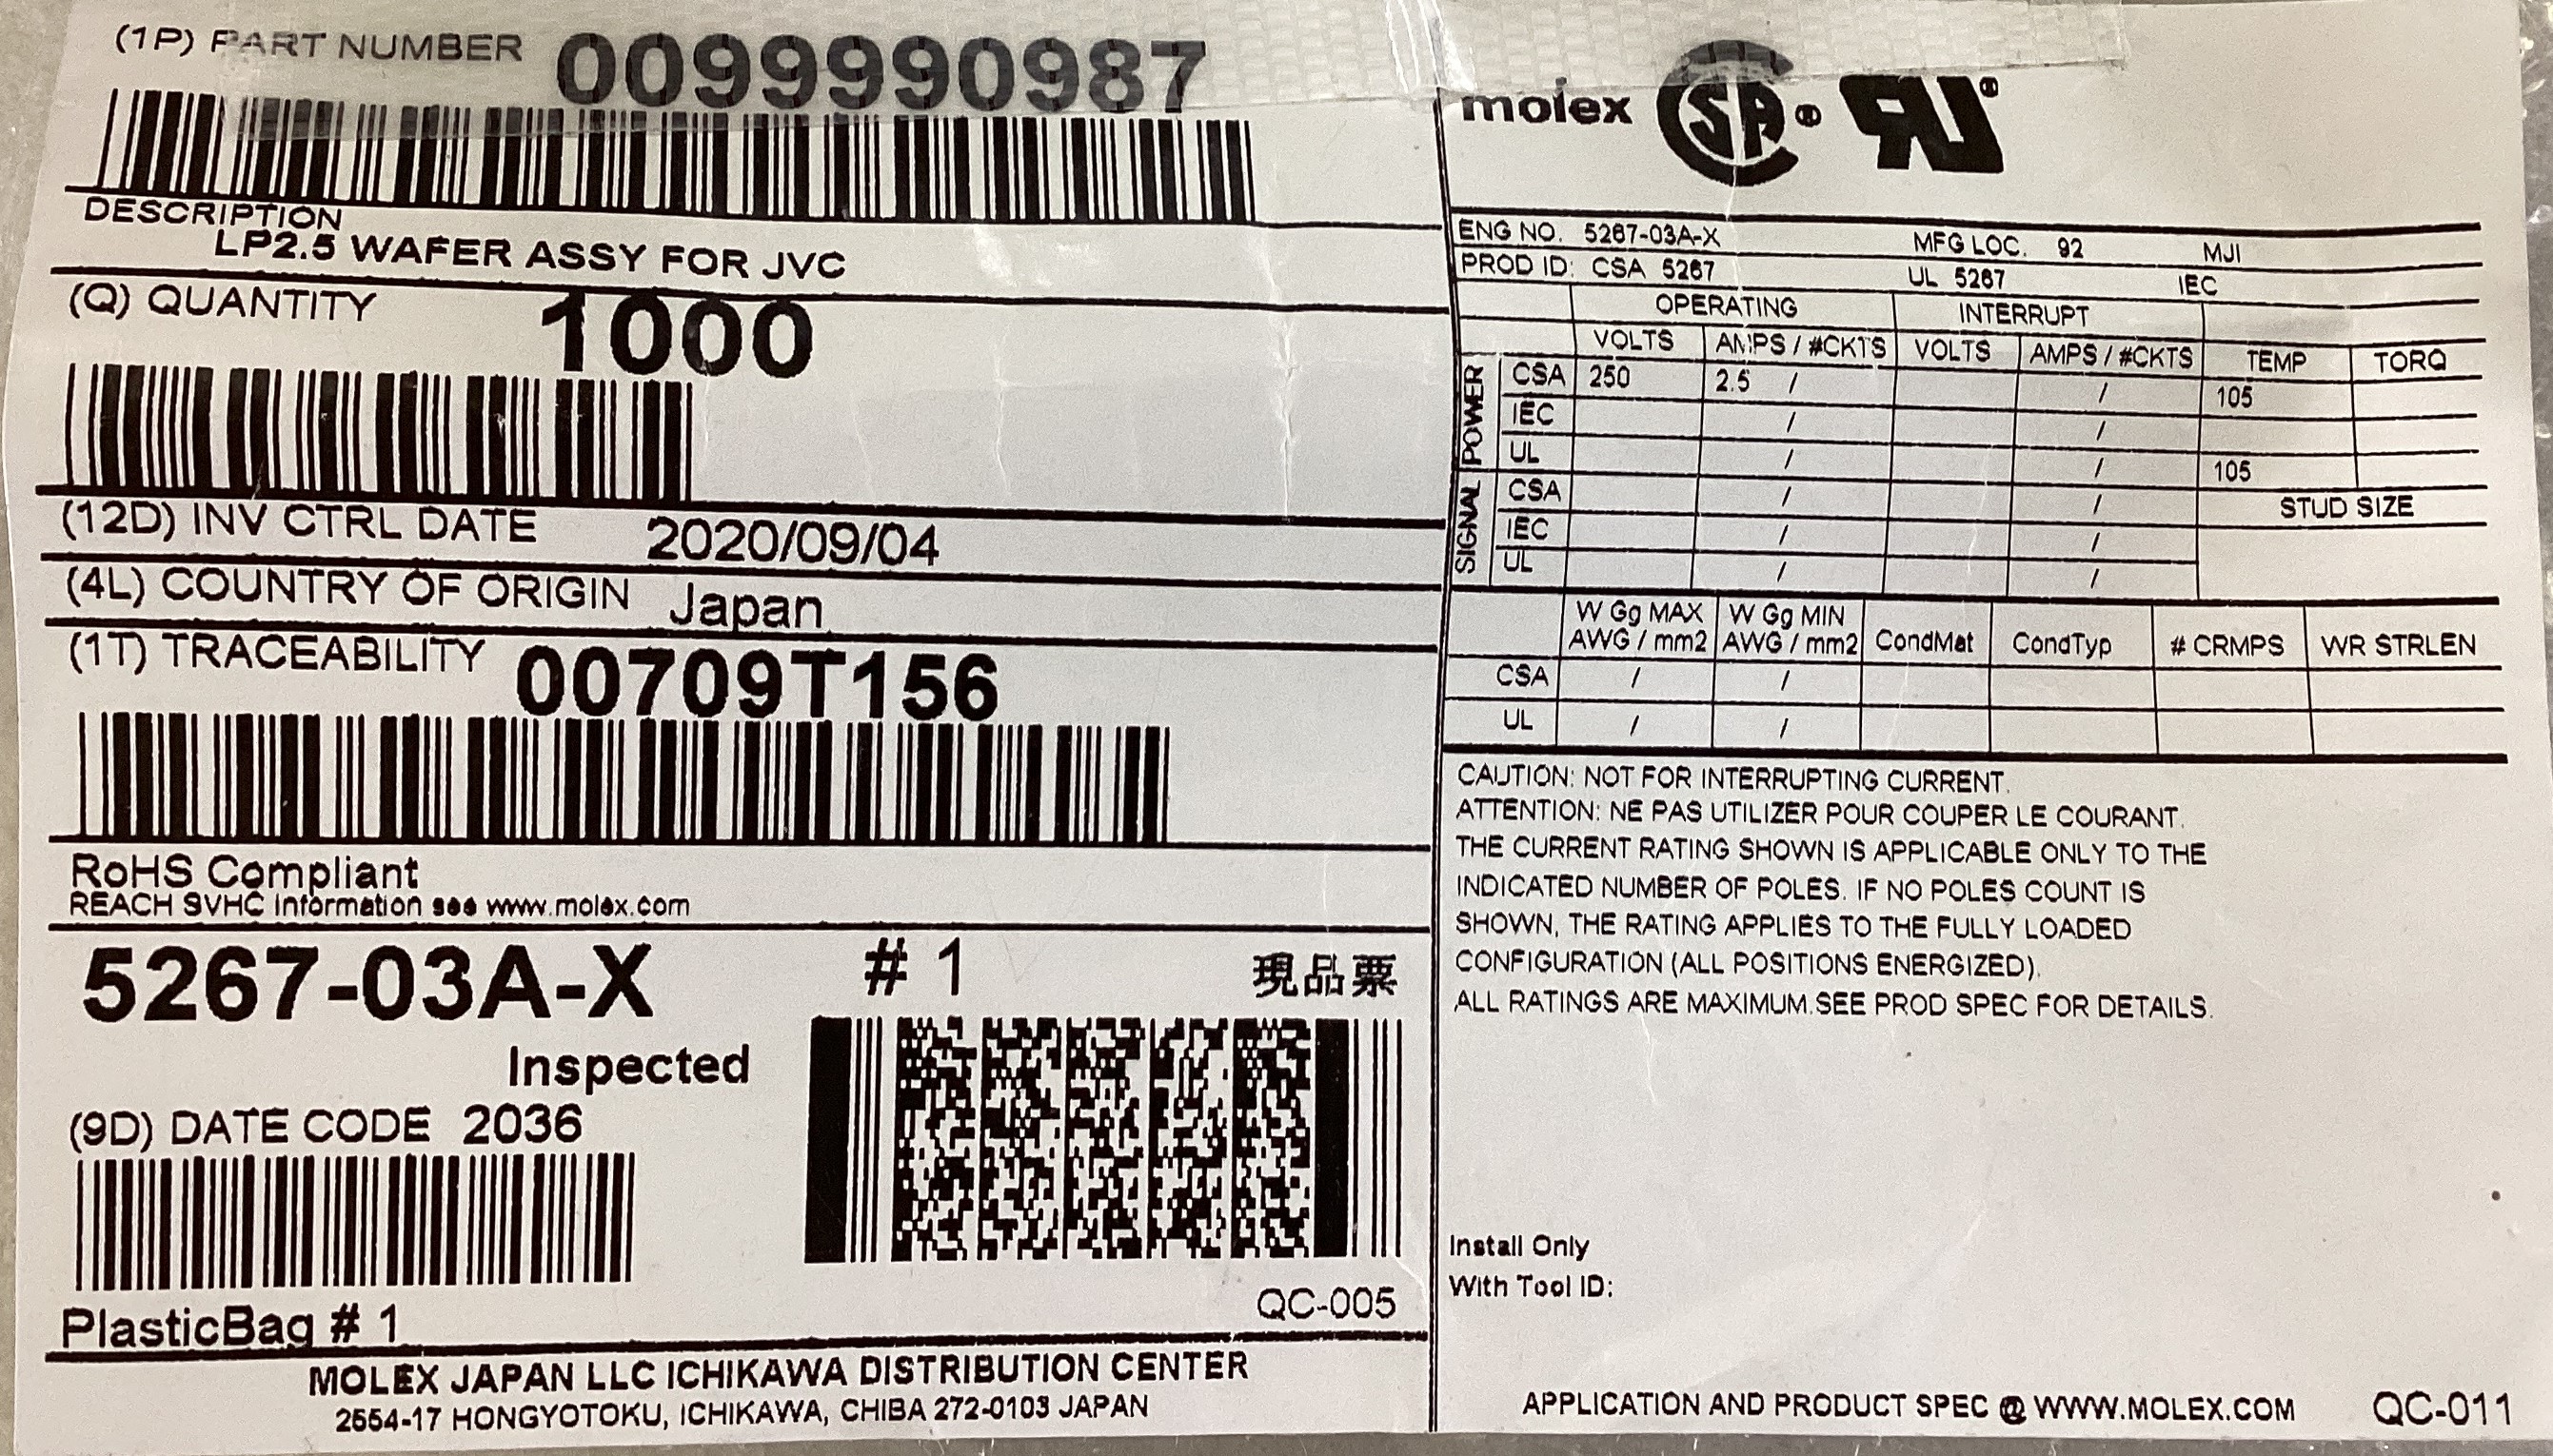 (1P) PART NUMBER 0099990987
DESCRIPTION
LP2.5 WAFER ASSY FOR JVC
(Q) QUANTITY 1000
(12D) INV CTRL DATE 2020/09/04
(4L) COUNTRY OF ORIGIN Japan
(1T) TRACEABILITY 00709T156
RoHS Compliant
REACH SVHC Information see www.molex.com
5267-03A-X # 1 現品票
Inspected
(9D) DATE CODE 2036
QC-005
PlasticBag # 1
MOLEX JAPAN LLC ICHIKAWA DISTRIBUTION CENTER
2554-17 HONGYOTOKU, ICHIKAWA, CHIBA 272-0103 JAPAN
molex SA ® RU ®
ENG NO. 5267-03A-X MFG LOC. 92 MJI
PROD ID: CSA 5267 UL 5267 IEC
OPERATING INTERRUPT
VOLTS AMPS / #CKTS VOLTS AMPS / #CKTS TEMP TORQ
POWER
CSA 250 2.5 / / 105
IEC / /
UL / / 105
SIGNAL
CSA / / STUD SIZE
IEC / /
UL / /
W Gg MAX W Gg MIN
AWG / mm2 AWG / mm2 CondMat CondTyp # CRMPS WR STRLEN
CSA / /
UL / /
CAUTION: NOT FOR INTERRUPTING CURRENT.
ATTENTION: NE PAS UTILIZER POUR COUPER LE COURANT.
THE CURRENT RATING SHOWN IS APPLICABLE ONLY TO THE
INDICATED NUMBER OF POLES. IF NO POLES COUNT IS
SHOWN, THE RATING APPLIES TO THE FULLY LOADED
CONFIGURATION (ALL POSITIONS ENERGIZED).
ALL RATINGS ARE MAXIMUM.SEE PROD SPEC FOR DETAILS.
Install Only
With Tool ID:
APPLICATION AND PRODUCT SPEC @ WWW.MOLEX.COM QC-011